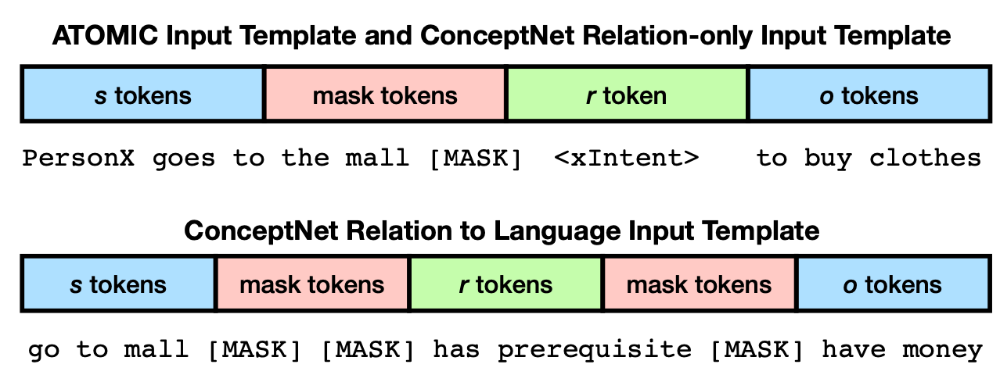 ATOMIC Input Template and ConceptNet Relation-only Input Template
s tokens mask tokens r token o tokens
PersonX goes to the mall [MASK] <xIntent> to buy clothes
ConceptNet Relation to Language Input Template
s tokens mask tokens r tokens mask tokens o tokens
go to mall [MASK] [MASK] has prerequisite [MASK] have money